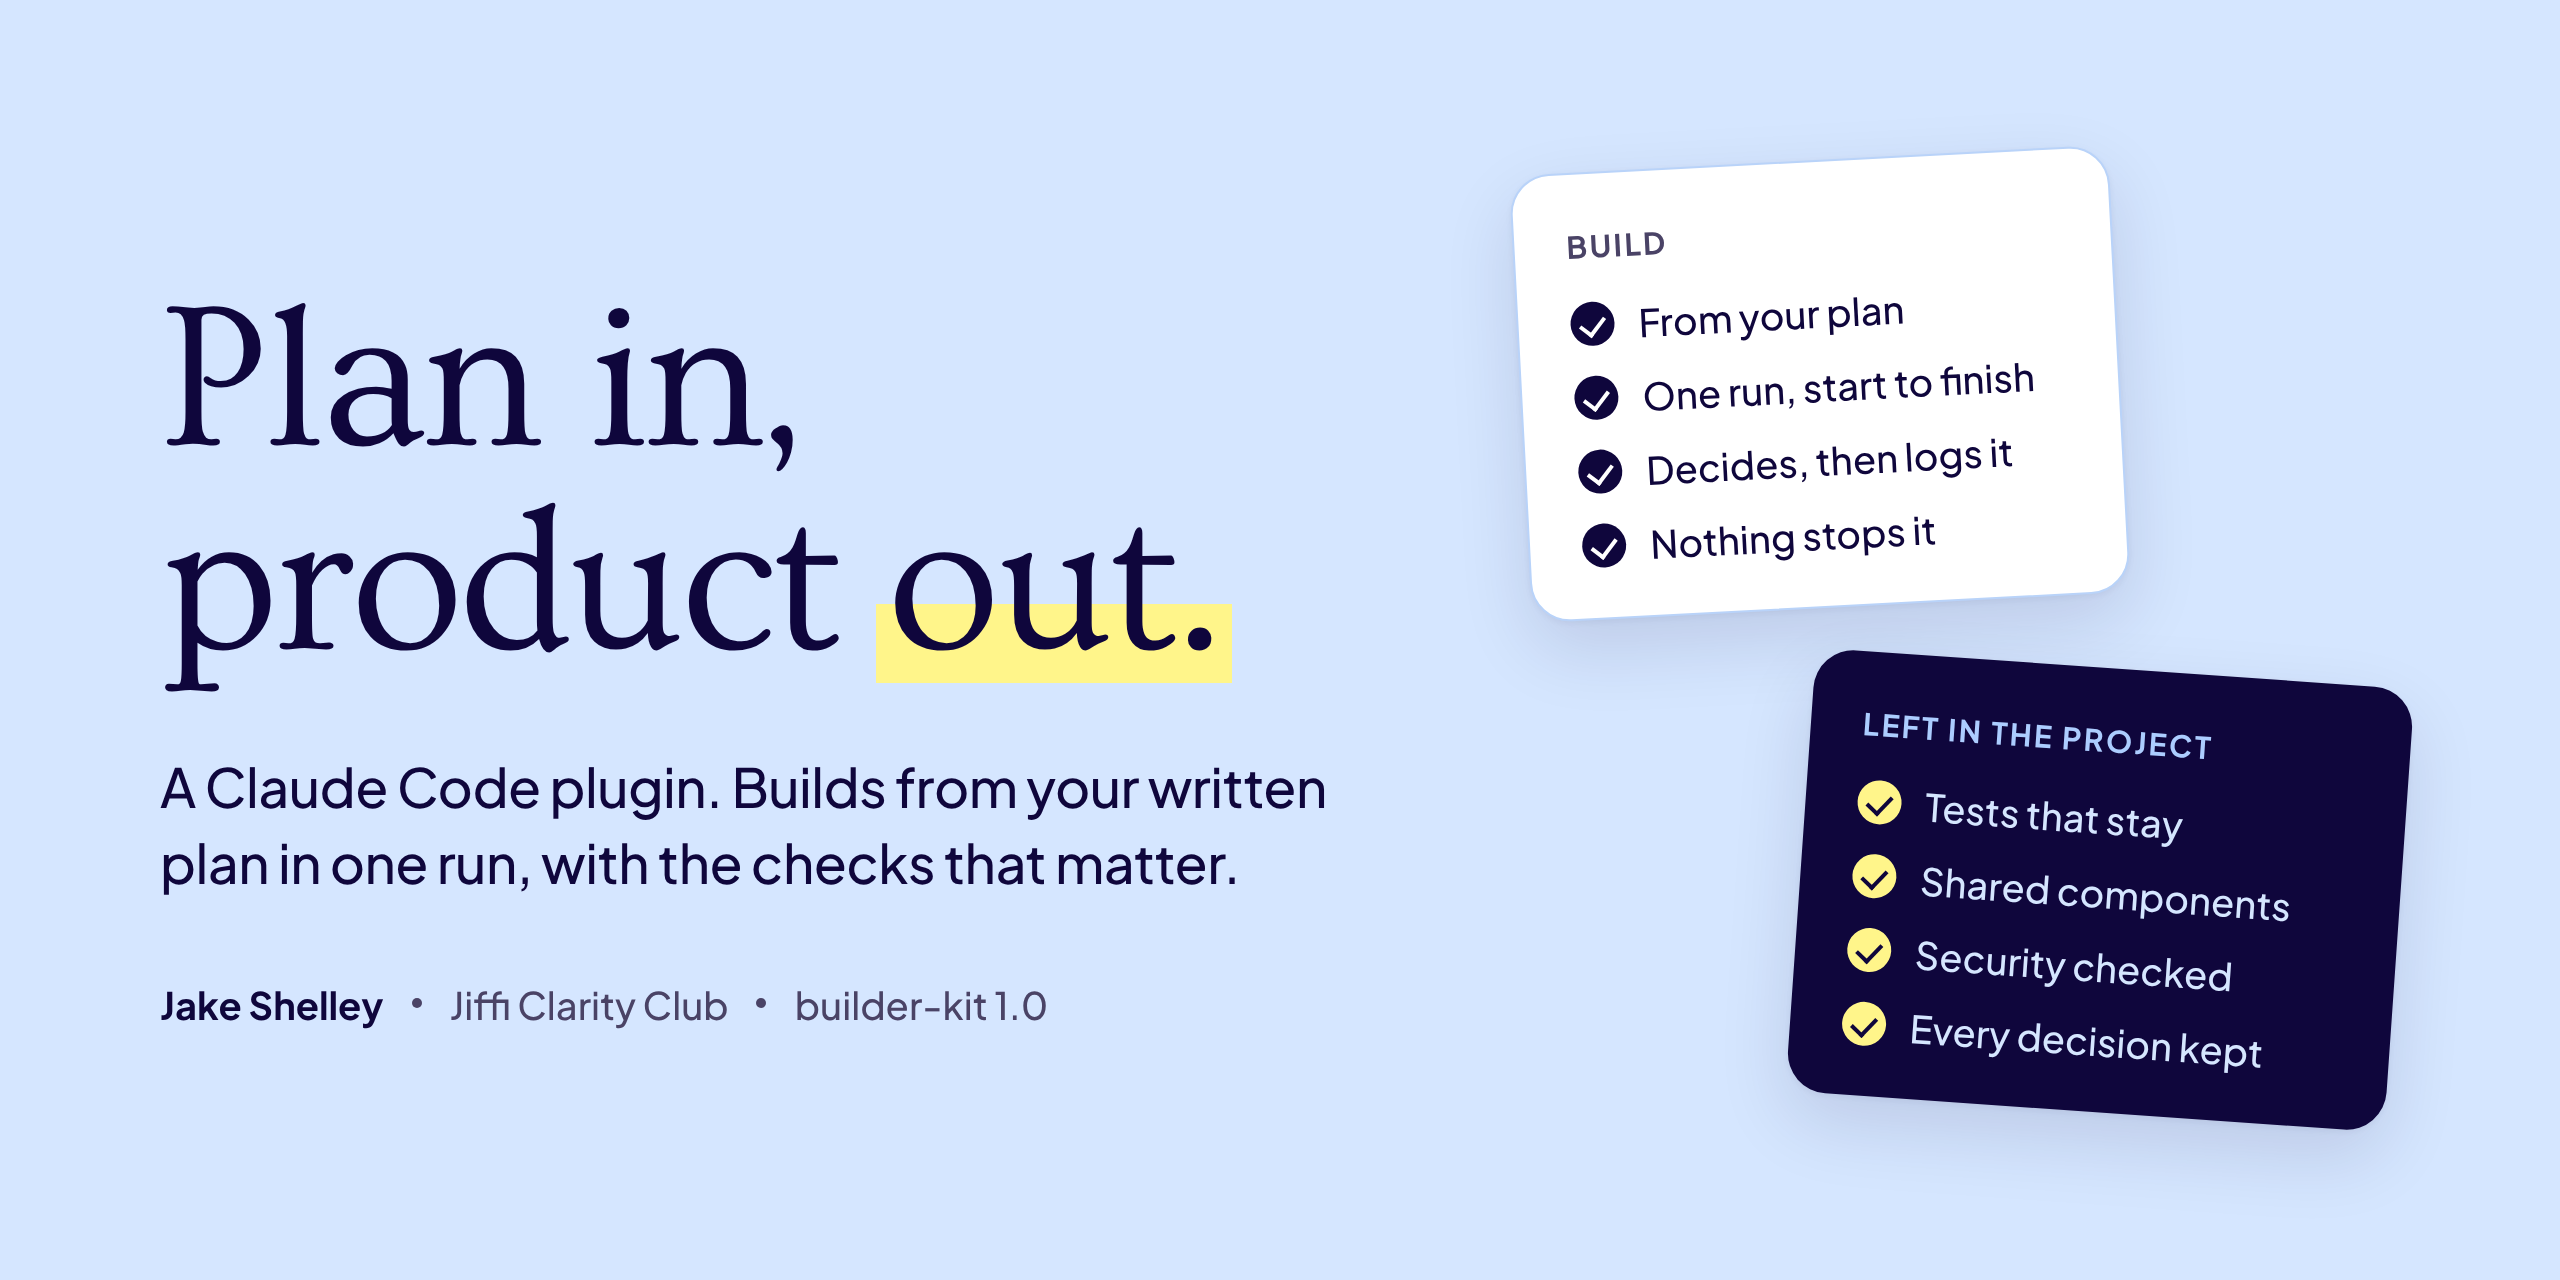 Plan in,
product out.
A Claude Code plugin. Builds from your written
plan in one run, with the checks that matter.
Jake Shelley • Jiffi Clarity Club • builder-kit 1.0
BUILD
From your plan
One run, start to finish
Decides, then logs it
Nothing stops it
LEFT IN THE PROJECT
Tests that stay
Shared components
Security checked
Every decision kept